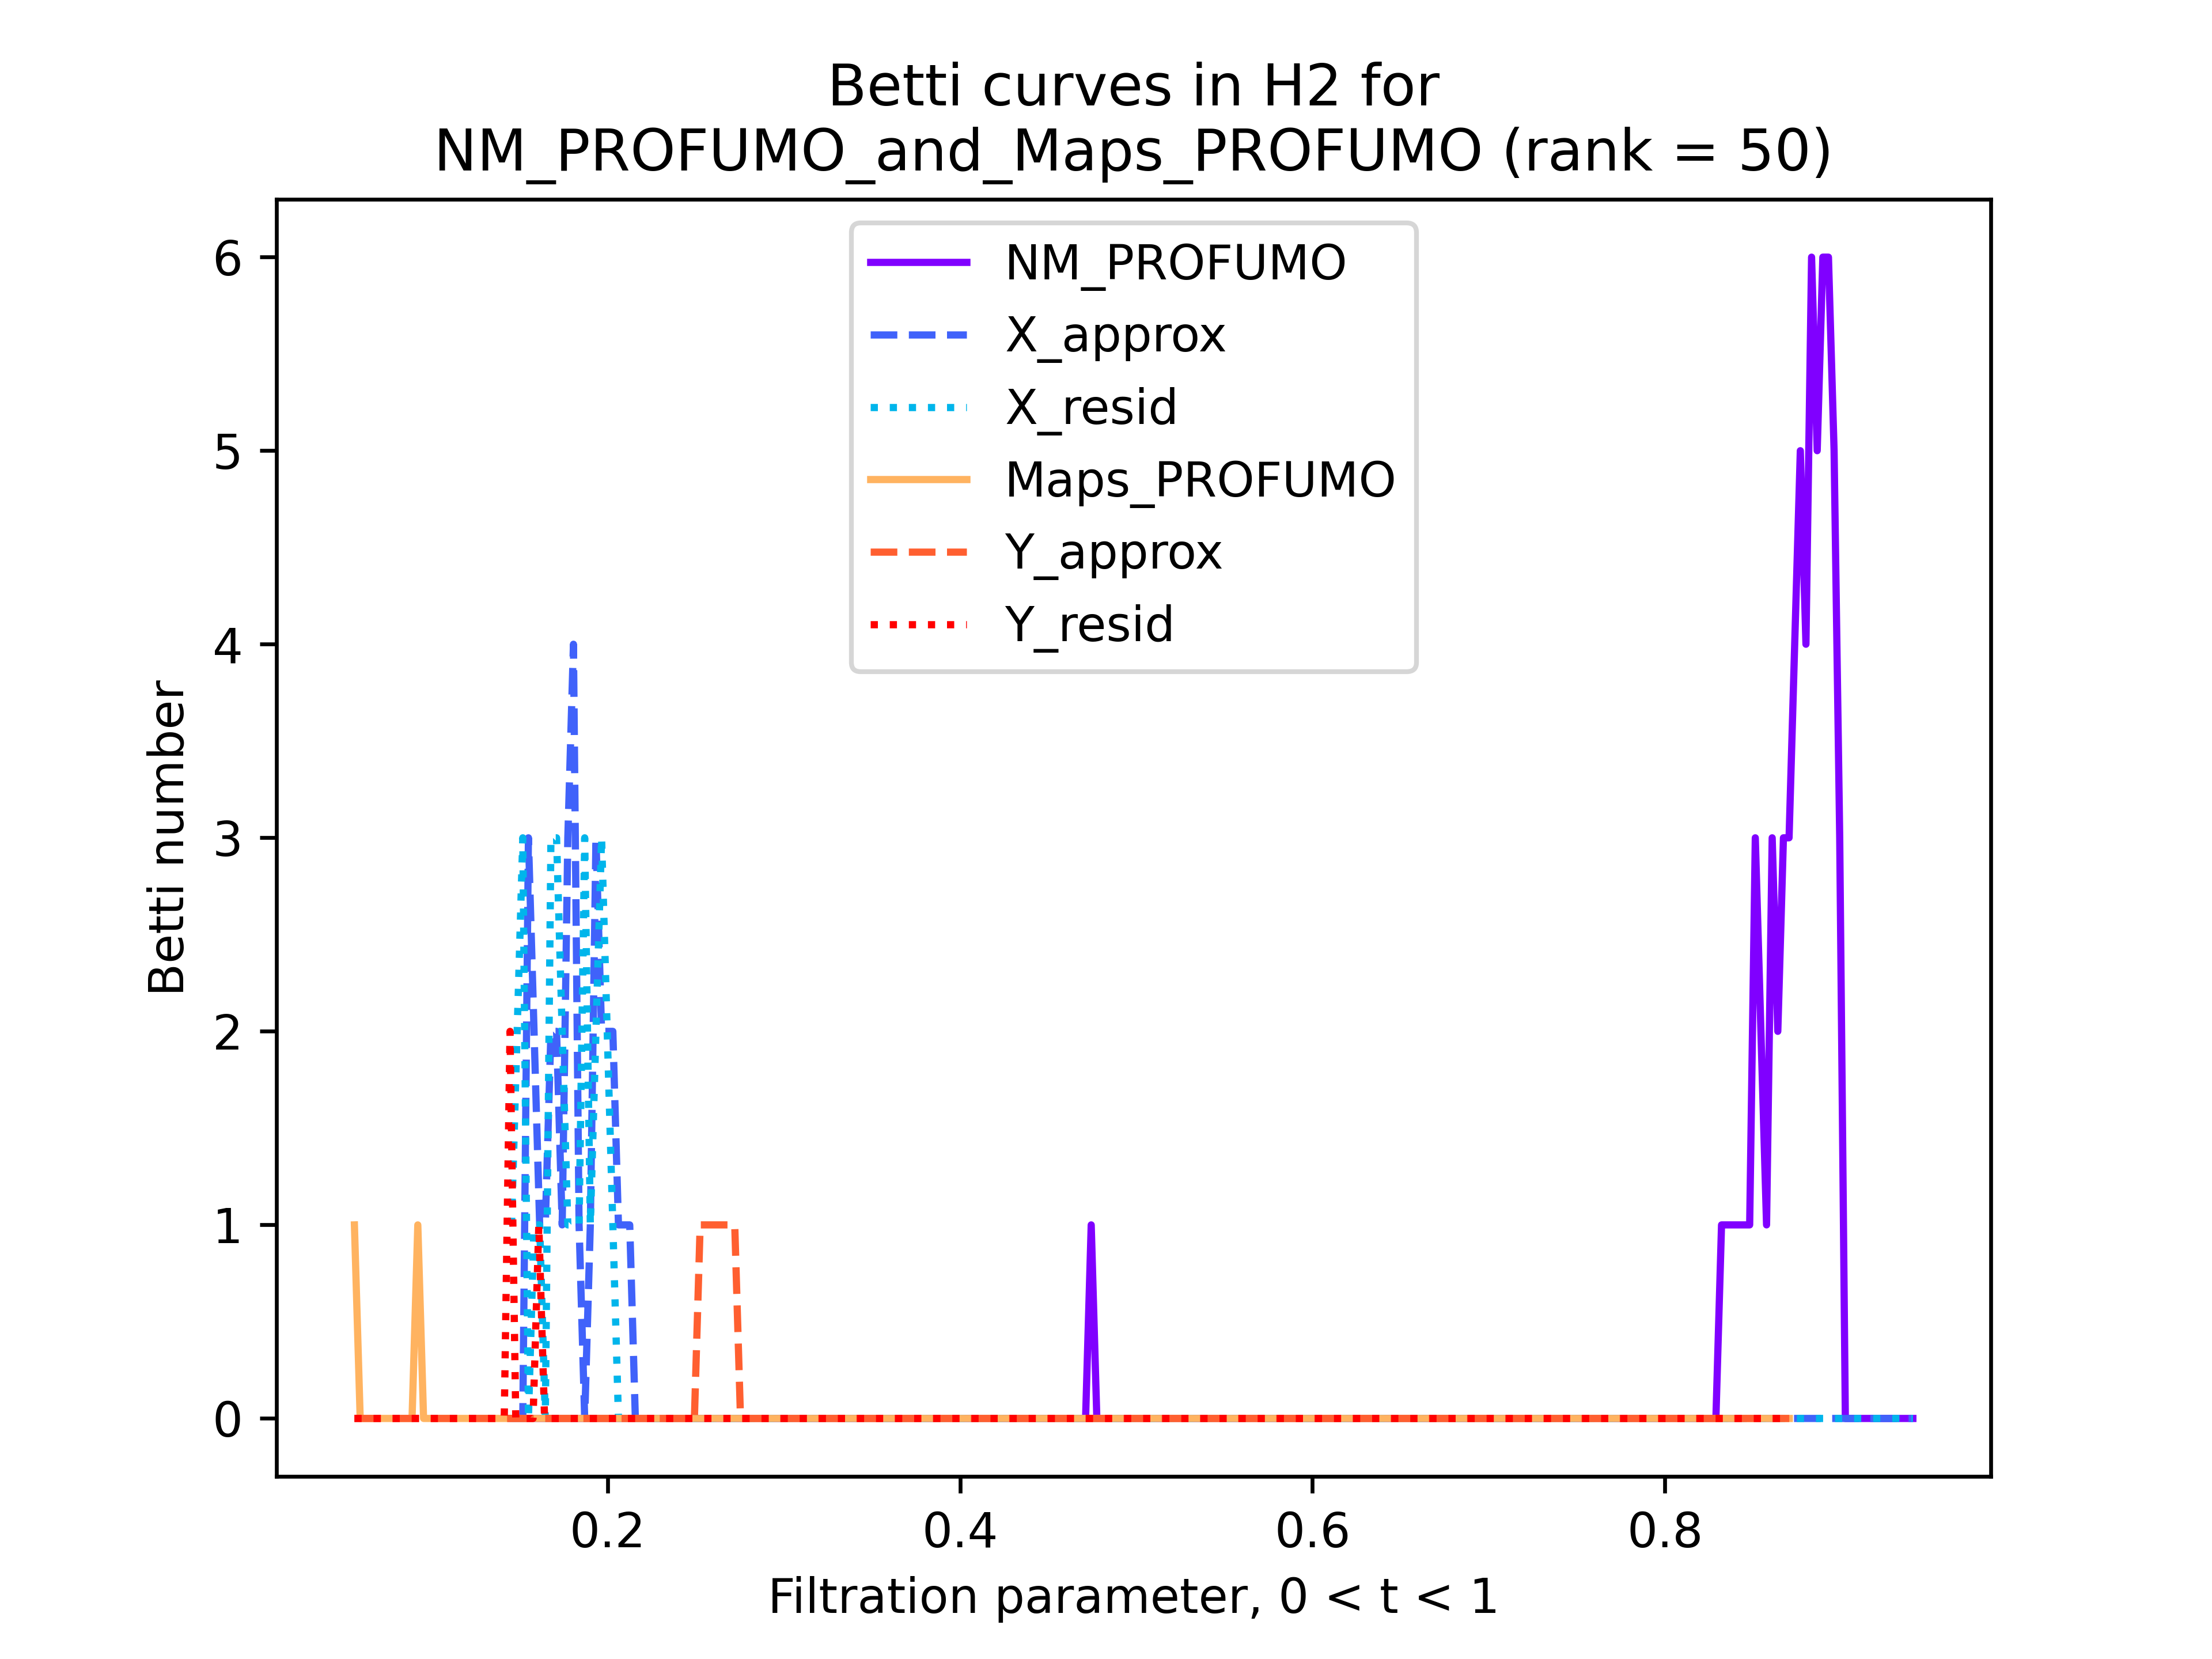 Betti curves in H2 for
NM_PROFUMO_and_Maps_PROFUMO (rank = 50)
NM_PROFUMO
X_approx
X_resid
Maps_PROFUMO
Y_approx
Y_resid
Betti number
6
5
4
3
2
1
0
0.2 0.4 0.6 0.8
Filtration parameter, 0 < t < 1